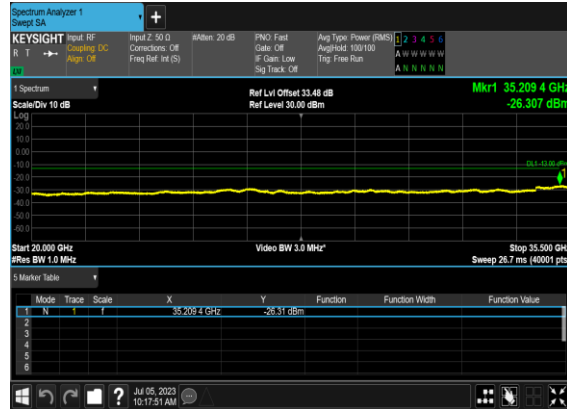 Spectrum Analyzer 1
Swept SA
+
KEYSIGHT
R T
LW
Input: RF
Coupling: DC
Align: Off
Input Z: 50 Ω
Corrections: Off
Freq Ref: Int (S)
#Atten: 20 dB
PNO: Fast
Gate: Off
IF Gain: Low
Sig Track: Off
Avg Type: Power (RMS)
Avg|Hold: 100/100
Trig: Free Run
1 2 3 4 5 6
A W W W W W
A N N N N N
1 Spectrum
Scale/Div 10 dB
Ref Lvl Offset 33.48 dB
Ref Level 30.00 dBm
Mkr1 35.209 4 GHz
-26.307 dBm
Log
20.0
10.0
0.00
-10.0
-20.0
-30.0
-40.0
-50.0
-60.0
DL1 -13.00 dBm
1
Start 20.000 GHz
#Res BW 1.0 MHz
Video BW 3.0 MHz*
Stop 35.500 GHz
Sweep 26.7 ms (40001 pts)
5 Marker Table
Mode Trace Scale X Y Function Function Width Function Value
1 N 1 f 35.209 4 GHz -26.31 dBm
2
3
4
5
6
?
Jul 05, 2023
10:17:51 AM